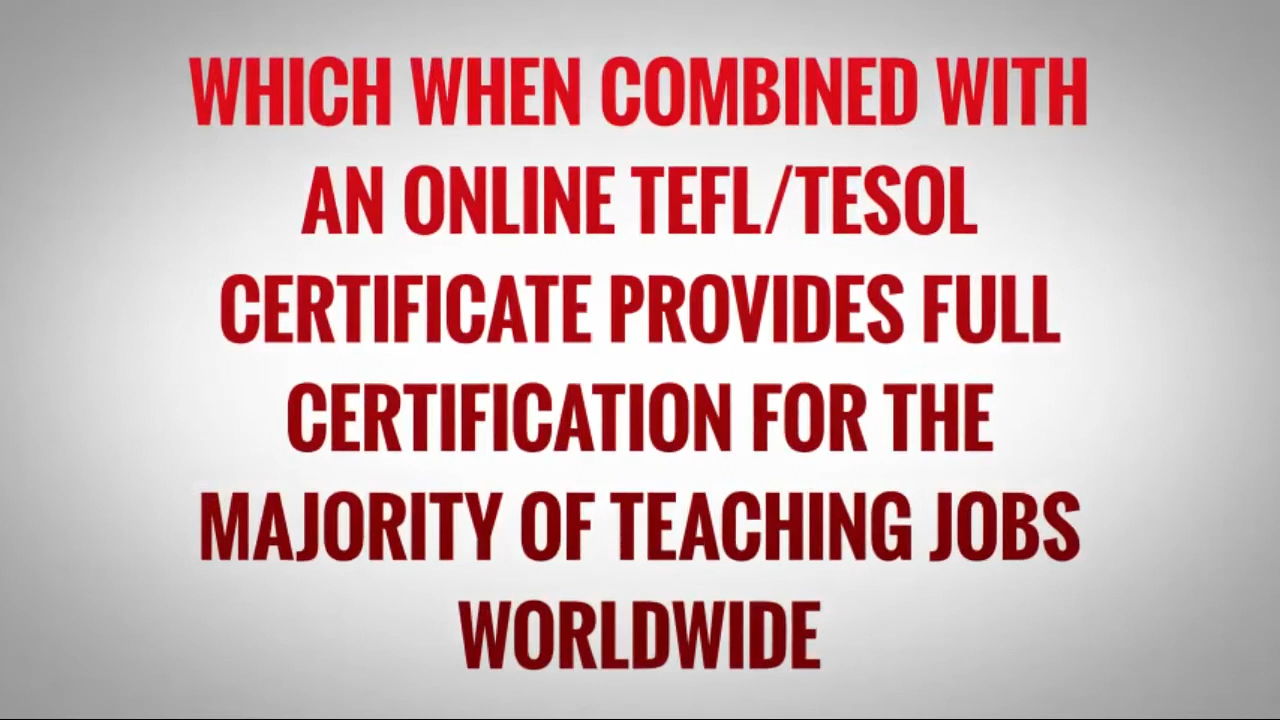 WHICH WHEN COMBINED WITH
AN ONLINE TEFL/TESOL
CERTIFICATE PROVIDES FULL
CERTIFICATION FOR THE
MAJORITY OF TEACHING JOBS
WORLDWIDE